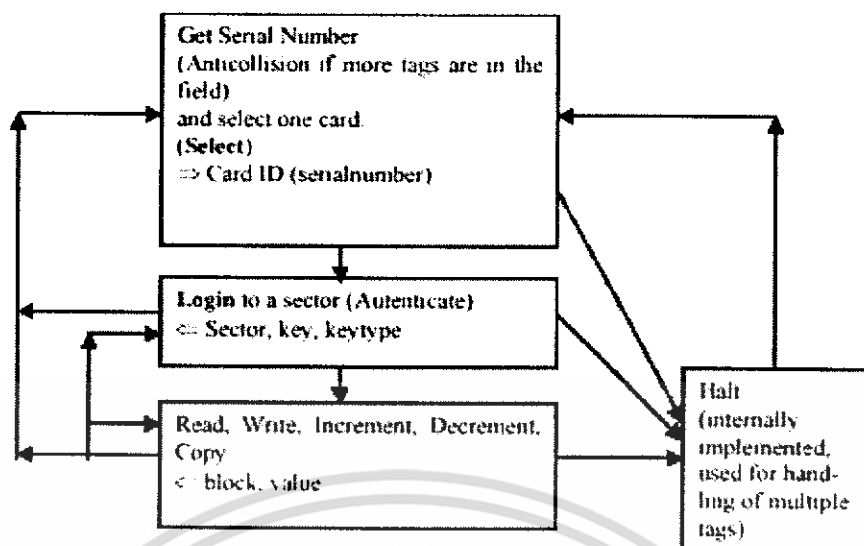 Get Serial Number
(Anticollision if more tags are in the
field)
and select one card.
(Select)
=> Card ID (serialnumber)
Login to a sector (Autenticate)
<= Sector, key, keytype
Read, Write, Increment, Decrement,
Copy
<= block, value
Halt
(internally
implemented,
used for hand-
ling of multiple
tags)